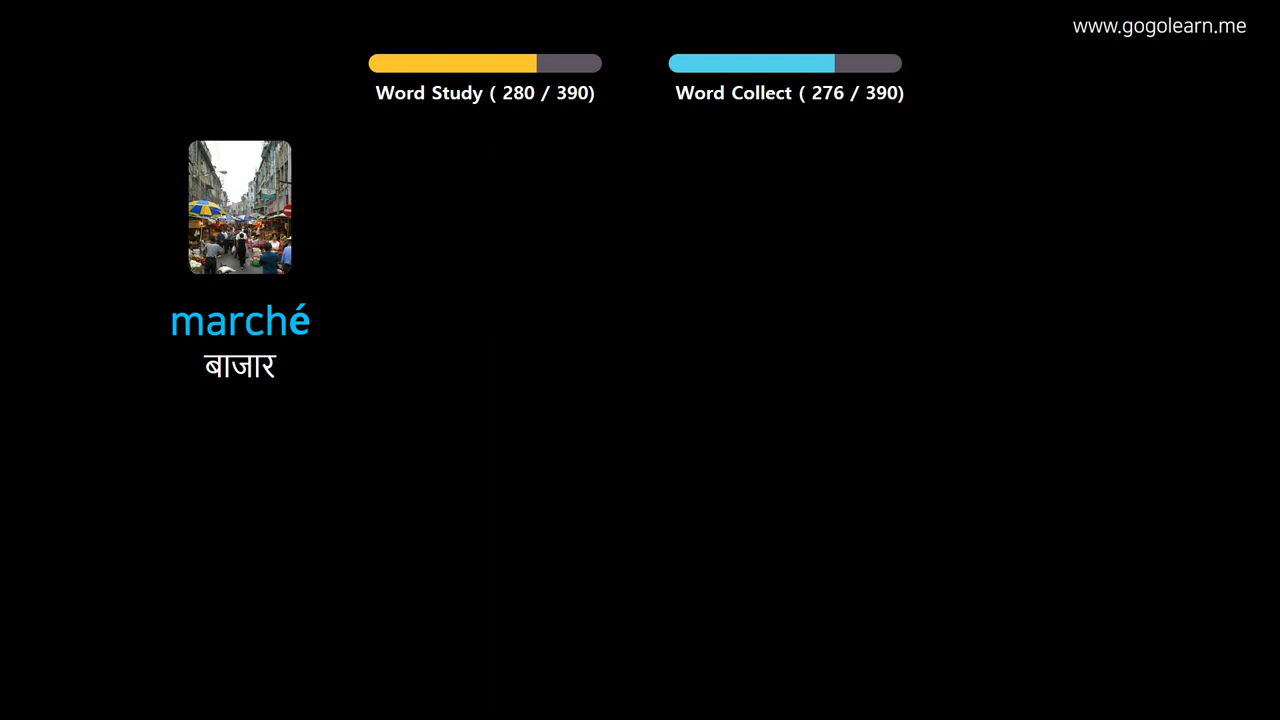 www.gogolearn.me
Word Study ( 280 / 390)
Word Collect ( 276 / 390)
marché
बाजार